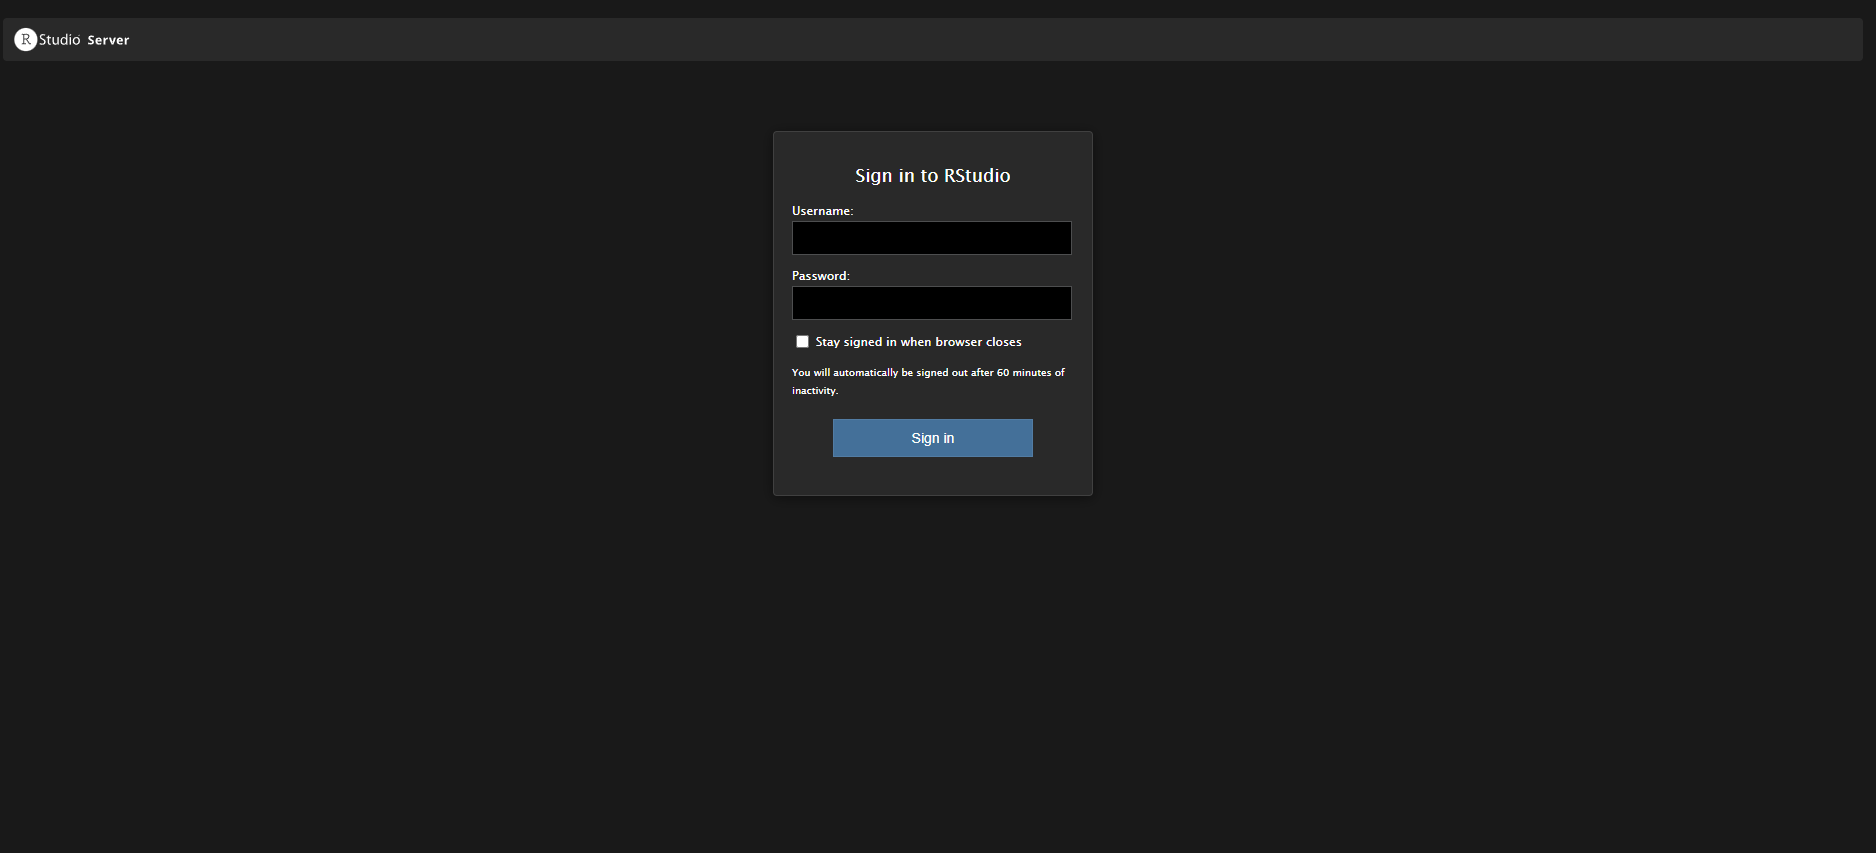 R Studio Server
Sign in to RStudio
Username:
Password:
Stay signed in when browser closes
You will automatically be signed out after 60 minutes of
inactivity.
Sign in